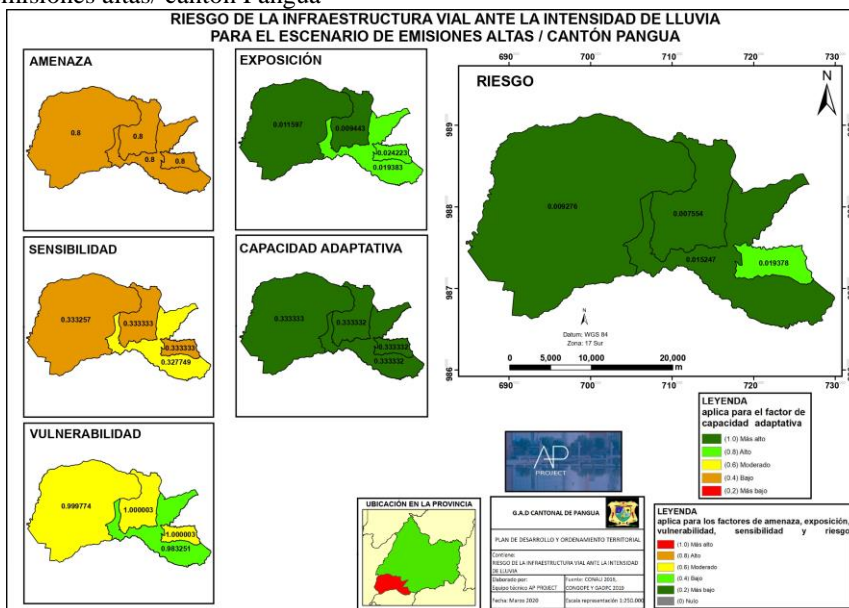 emisiones altas/ cantón Pangua
RIESGO DE LA INFRAESTRUCTURA VIAL ANTE LA INTENSIDAD DE LLUVIA
PARA EL ESCENARIO DE EMISIONES ALTAS / CANTÓN PANGUA
AMENAZA
0.8
0.8
0.8
0.8
EXPOSICIÓN
0.011597
0.009443
0.024223
0.019383
RIESGO
690
700
710
720
730
N
989
988
987
986
0.009276
0.007554
0.015247
0.019378
N
Datum: WGS 84
Zona: 17 Sur
0 5,000 10,000 20,000
m
690
700
710
720
730
SENSIBILIDAD
0.333257
0.333333
0.333333
0.327749
CAPACIDAD ADAPTATIVA
0.333333
0.333332
0.333332
0.333332
VULNERABILIDAD
0.999774
1.000003
1.000003
0.983251
LEYENDA
aplica para el factor de
capacidad adaptativa
(1.0) Más alto
(0.8) Alto
(0.6) Moderado
(0.4) Bajo
(0.2) Más bajo
AP
PROJECT
UBICACIÓN EN LA PROVINCIA
G.A.D CANTONAL DE PANGUA
PLAN DE DESARROLLO Y ORDENAMIENTO TERRITORIAL
Contiene:
RIESGO DE LA INFRAESTRUCTURA VIAL ANTE LA INTENSIDAD
DE LLUVIA
Elaborado por:
Equipo técnico AP PROJECT
Fuente: CONALI 2019,
CONGOPE Y GADPC 2019
Fecha: Marzo 2020
Escala representación 1:250.000
LEYENDA
aplica para los factores de amenaza, exposición,
vulnerabilidad, sensibilidad y riesgo
(1.0) Más alto
(0.8) Alto
(0.6) Moderado
(0.4) Bajo
(0.2) Más bajo
(0) Nulo